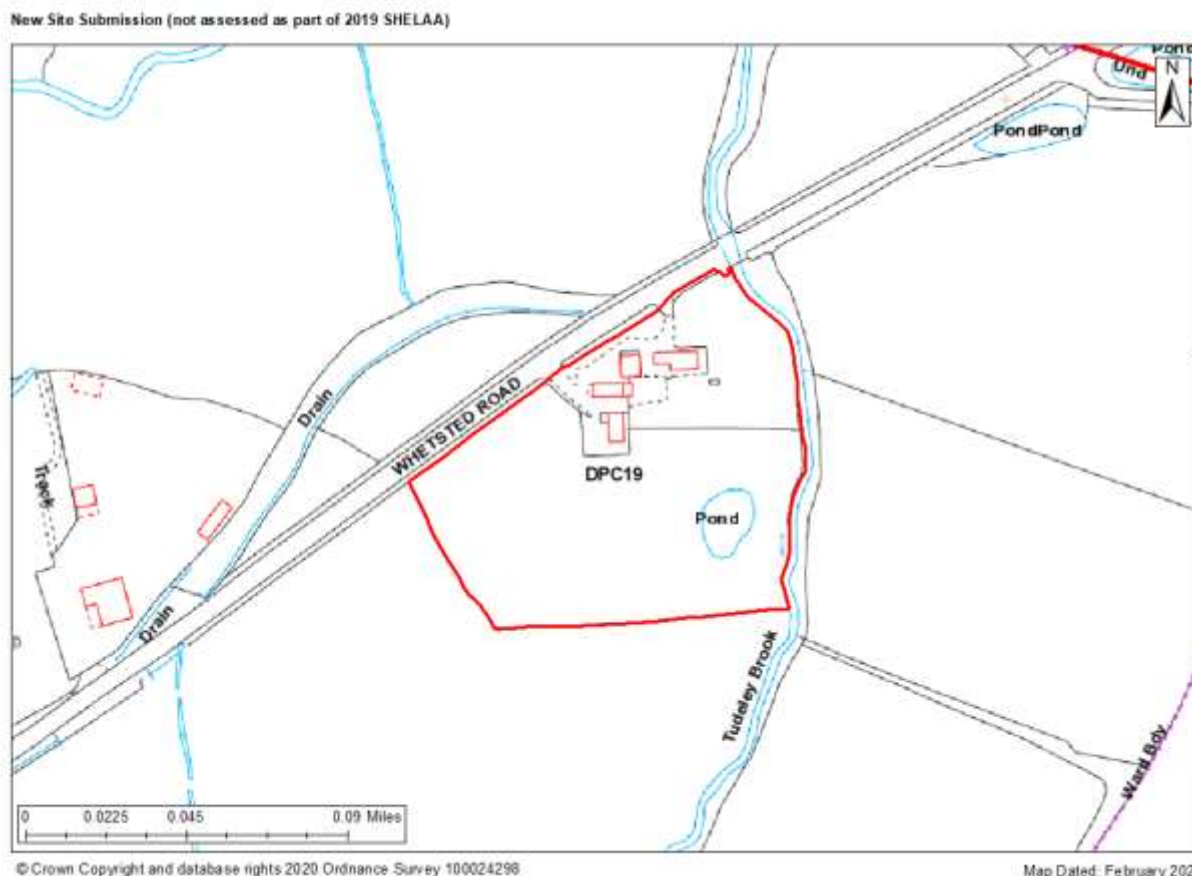 New Site Submission (not assessed as part of 2019 SHELAA)
Pond
Und
N
PondPond
Drain
WHETSTED ROAD
Track
DPC19
Pond
Drain
Tudeley Brook
Ward Bdy
0 0.0225 0.045 0.09 Miles
© Crown Copyright and database rights 2020 Ordnance Survey 100024298
Map Dated: February 202